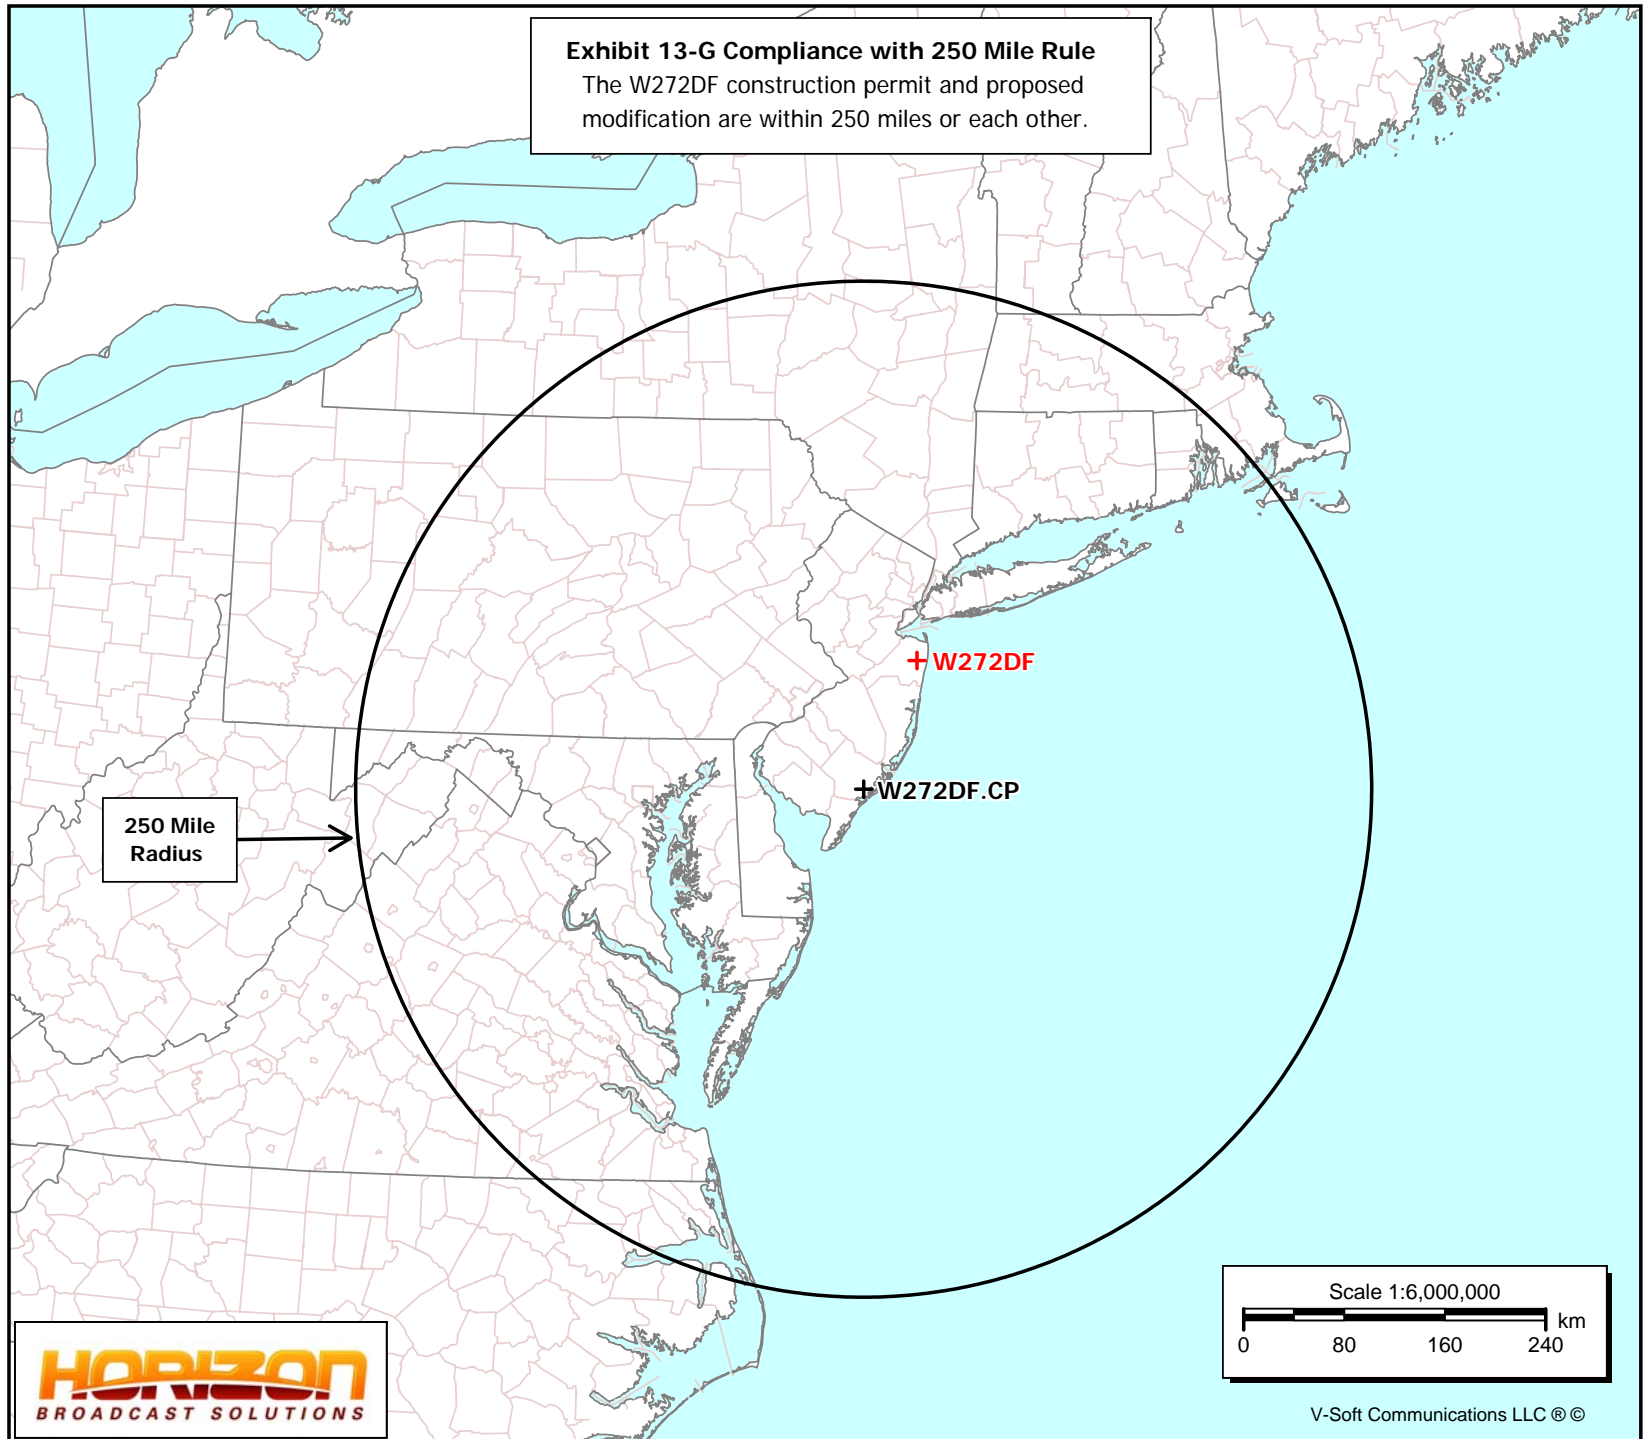 Exhibit 13-G Compliance with 250 Mile Rule
The W272DF construction permit and proposed
modification are within 250 miles or each other.
W272DF
W272DF.CP
250 Mile
Radius
Scale 1:6,000,000
km
0 80 160 240
HORIZON
BROADCAST SOLUTIONS
V-Soft Communications LLC ® ©